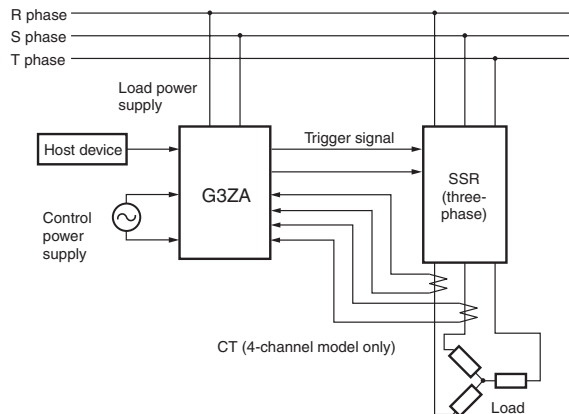 R phase
S phase
T phase
Load power
supply
Host device
Trigger signal
G3ZA
SSR
(three-
phase)
Control
power
supply
CT (4-channel model only)
Load